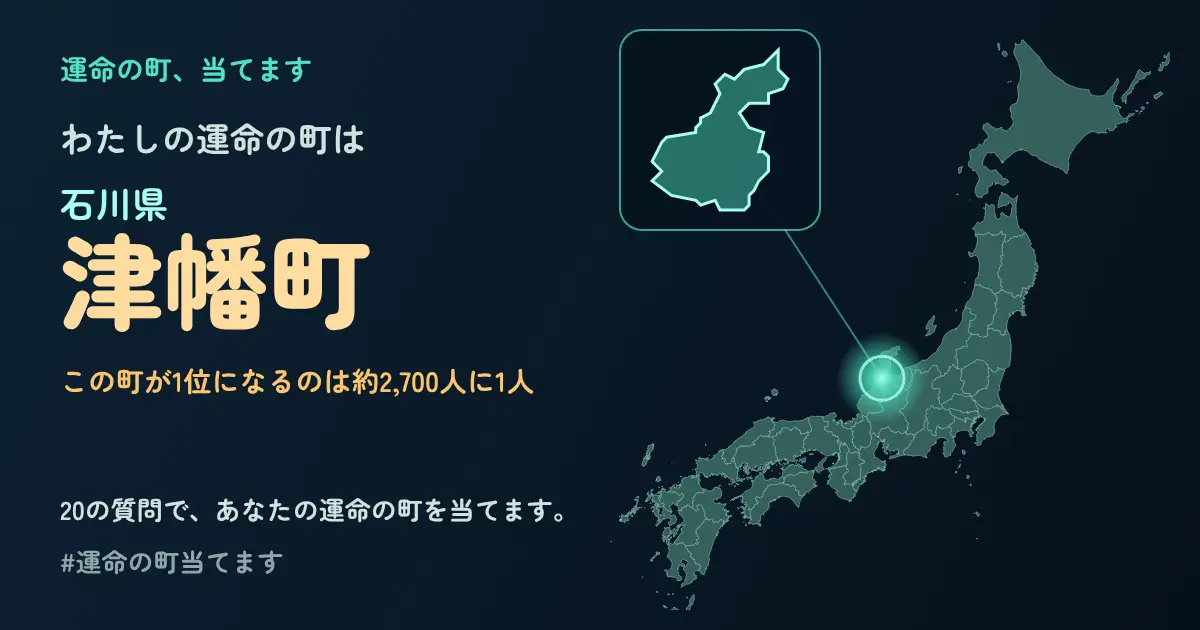 運命の町、当てます
わたしの運命の町は
石川県
津幡町
この町が1位になるのは約2,700人に1人
20の質問で、あなたの運命の町を当てます。
#運命の町当てます